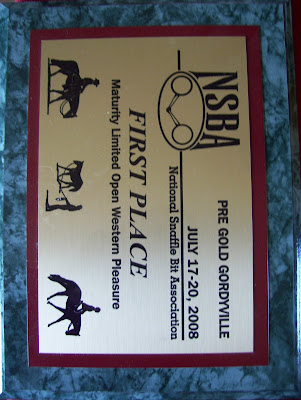 NSBA
PRE GOLD GORDYVILLE
JULY 17-20, 2008
National Snaffle Bit Association
FIRST PLACE
Maturity Limited Open Western Pleasure